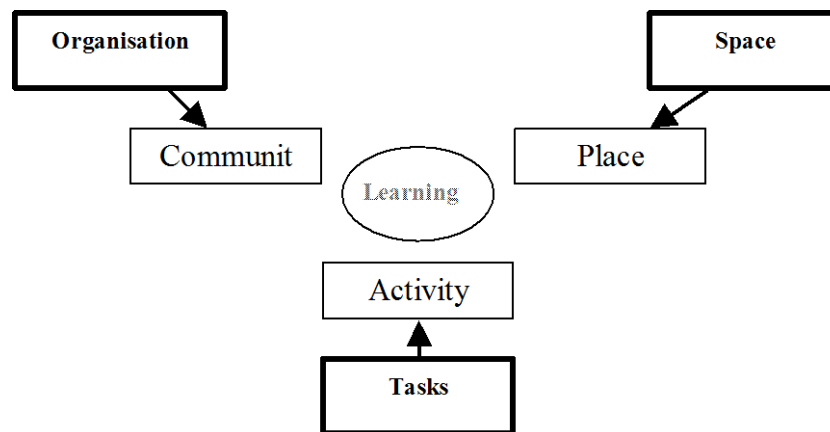 Organisation
Space
Communit
Place
Learning
Activity
Tasks